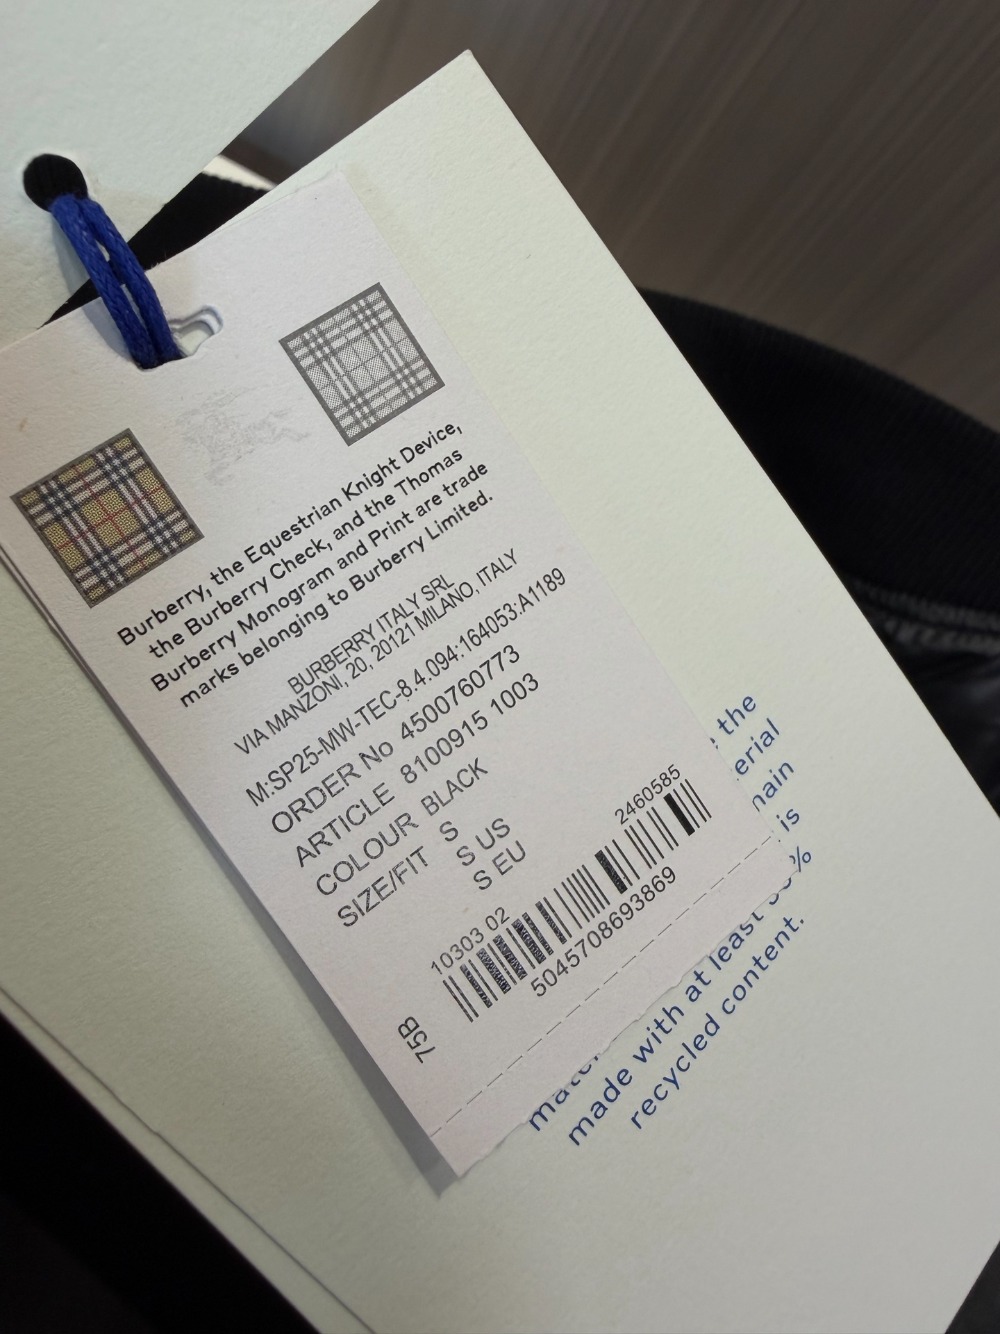 Burberry, the Equestrian Knight Device,
the Burberry Check, and the Thomas
Burberry Monogram and Print are trade
marks belonging to Burberry Limited.
BURBERRY ITALY SRL
VIA MANZONI, 20, 20121 MILANO, ITALY
M:SP25-MW-TEC-8.4.094:164053:A1189
ORDER No 4500760773
ARTICLE 8100915 1003
COLOUR BLACK
SIZE/FIT S
S US
S EU
10303 02
2460585
5045708693869
75B
the
is
made with at least
recycled content.